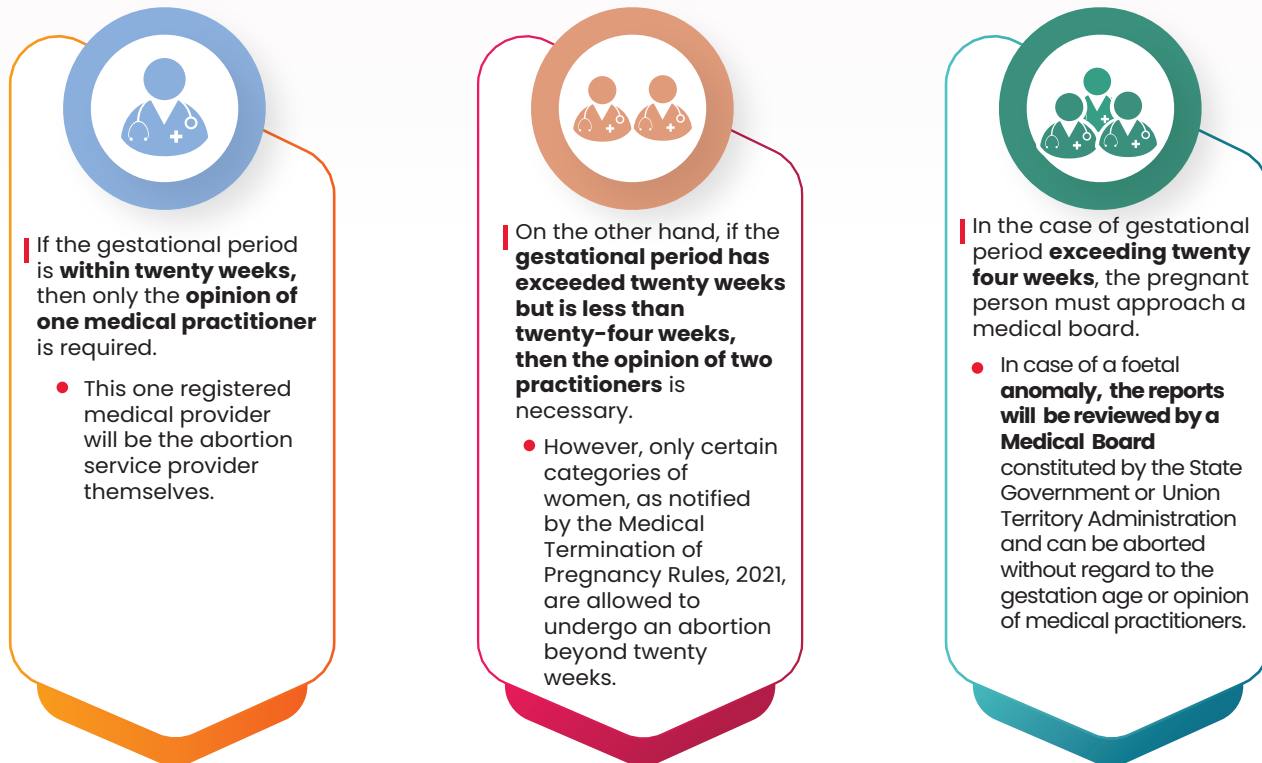 If the gestational period
is within twenty weeks,
then only the opinion of
one medical practitioner
is required.
This one registered
medical provider
will be the abortion
service provider
themselves.
On the other hand, if the
gestational period has
exceeded twenty weeks
but is less than
twenty-four weeks,
then the opinion of two
practitioners is
necessary.
However, only certain
categories of
women, as notified
by the Medical
Termination of
Pregnancy Rules, 2021,
are allowed to
undergo an abortion
beyond twenty
weeks.
In the case of gestational
period exceeding twenty
four weeks, the pregnant
person must approach a
medical board.
In case of a foetal
anomaly, the reports
will be reviewed by a
Medical Board
constituted by the State
Government or Union
Territory Administration
and can be aborted
without regard to the
gestation age or opinion
of medical practitioners.